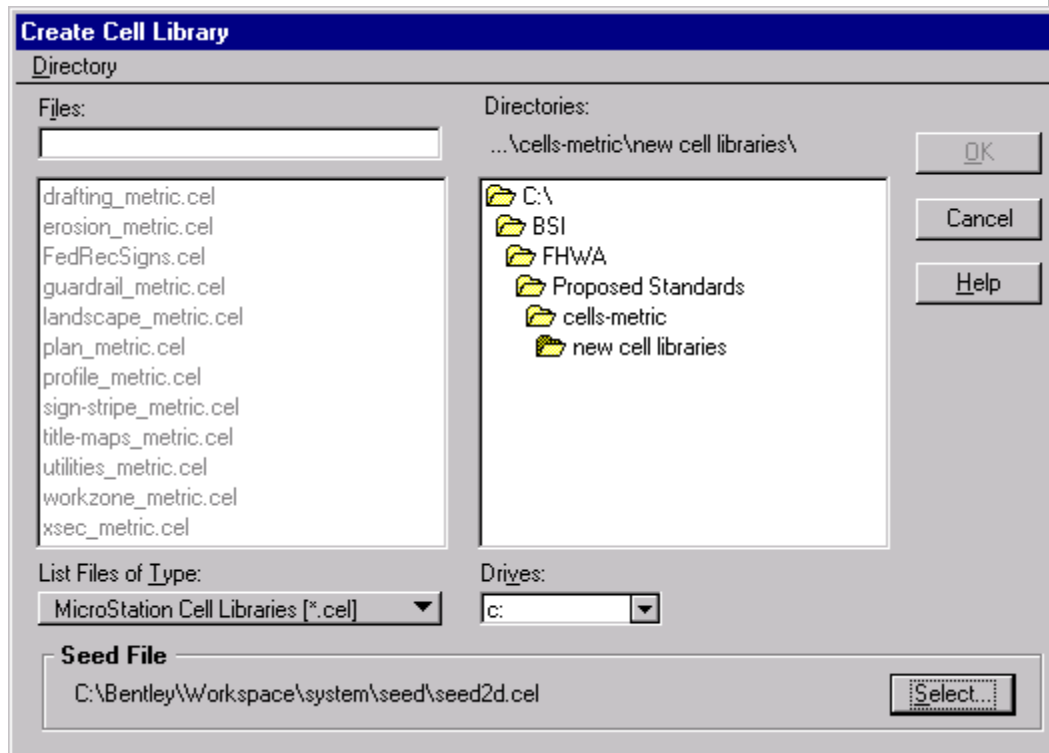 Create Cell Library
Directory
Files:
Directories:
...\cells-metric\new cell libraries\
OK
Cancel
Help
drafting_metric.cel
erosion_metric.cel
FedRecSigns.cel
guardrail_metric.cel
landscape_metric.cel
plan_metric.cel
profile_metric.cel
sign-stripe_metric.cel
title-maps_metric.cel
utilities_metric.cel
workzone_metric.cel
xsec_metric.cel
C:\
BSI
FHWA
Proposed Standards
cells-metric
new cell libraries
List Files of Type:
MicroStation Cell Libraries [*.cel]
Drives:
c:
Seed File
C:\Bentley\Workspace\system\seed\seed2d.cel
Select...